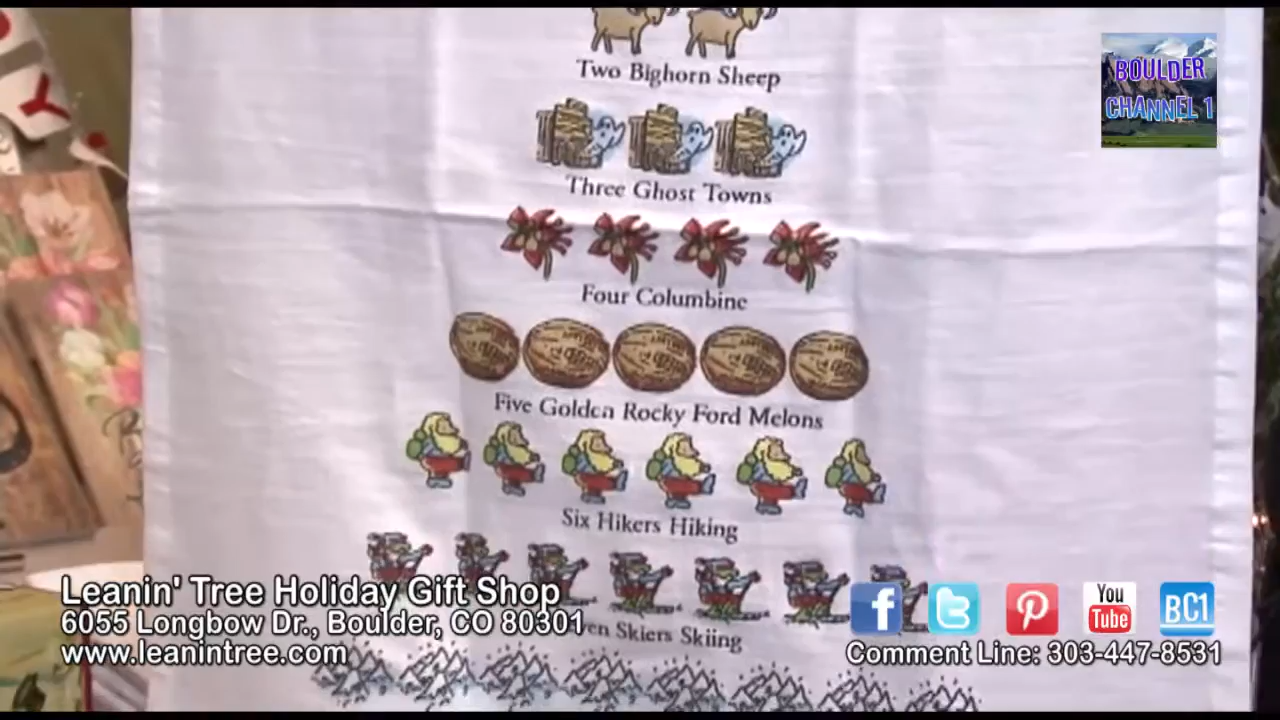 Two Bighorn Sheep
BOULDER
CHANNEL 1
Three Ghost Towns
Four Columbine
Five Golden Rocky Ford Melons
Six Hikers Hiking
Leanin' Tree Holiday Gift Shop
6055 Longbow Dr., Boulder, CO 80301
www.leanintree.com
Skiers Skiing
f
t
P
You
Tube
BC1
Comment Line: 303-447-8531